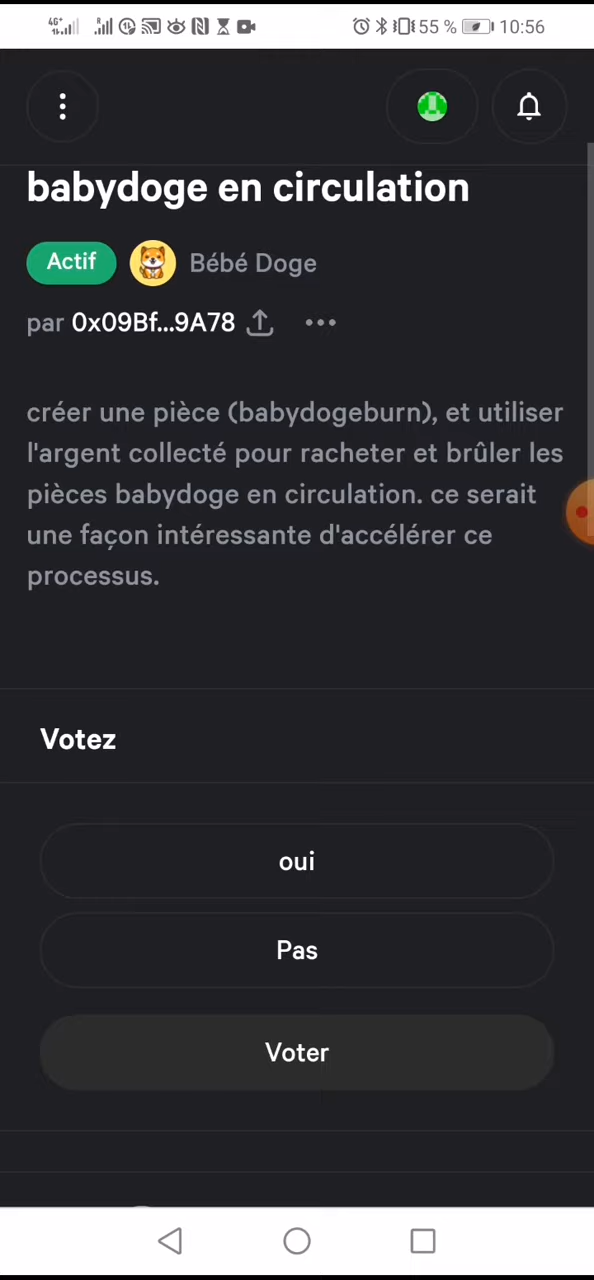 4G+ 55 % 10:56
babydoge en circulation
Actif Bébé Doge
par 0x09Bf...9A78
créer une pièce (babydogeburn), et utiliser
l'argent collecté pour racheter et brûler les
pièces babydoge en circulation. ce serait
une façon intéressante d'accélérer ce
processus.
Votez
oui
Pas
Voter